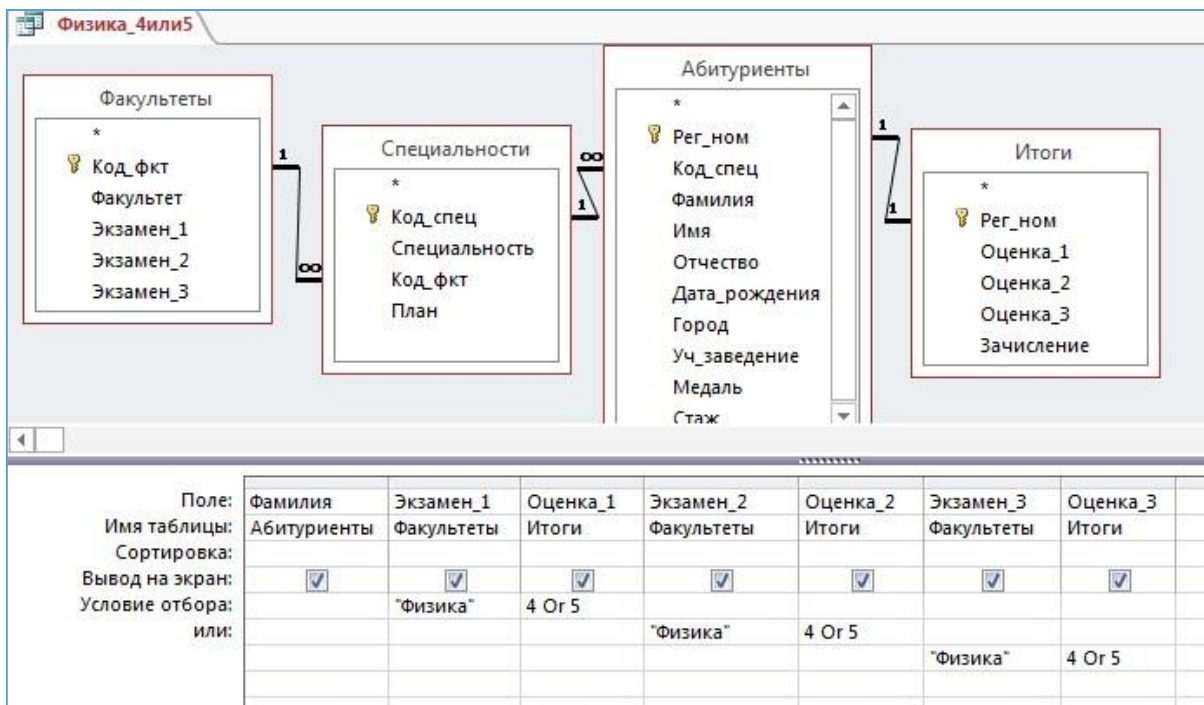 Физика_4или5
Факультеты
*
Код_фкт
Факультет
Экзамен_1
Экзамен_2
Экзамен_3
1
∞
Специальности
*
Код_спец
Специальность
Код_фкт
План
∞
1
Абитуриенты
*
Рег_ном
Код_спец
Фамилия
Имя
Отчество
Дата_рождения
Город
Уч_заведение
Медаль
Стаж
1
1
Итоги
*
Рег_ном
Оценка_1
Оценка_2
Оценка_3
Зачисление
Поле: Фамилия Экзамен_1 Оценка_1 Экзамен_2 Оценка_2 Экзамен_3 Оценка_3
Имя таблицы: Абитуриенты Факультеты Итоги Факультеты Итоги Факультеты Итоги
Сортировка:
Вывод на экран:
Условие отбора: "Физика" 4 Or 5
или: "Физика" 4 Or 5
"Физика" 4 Or 5